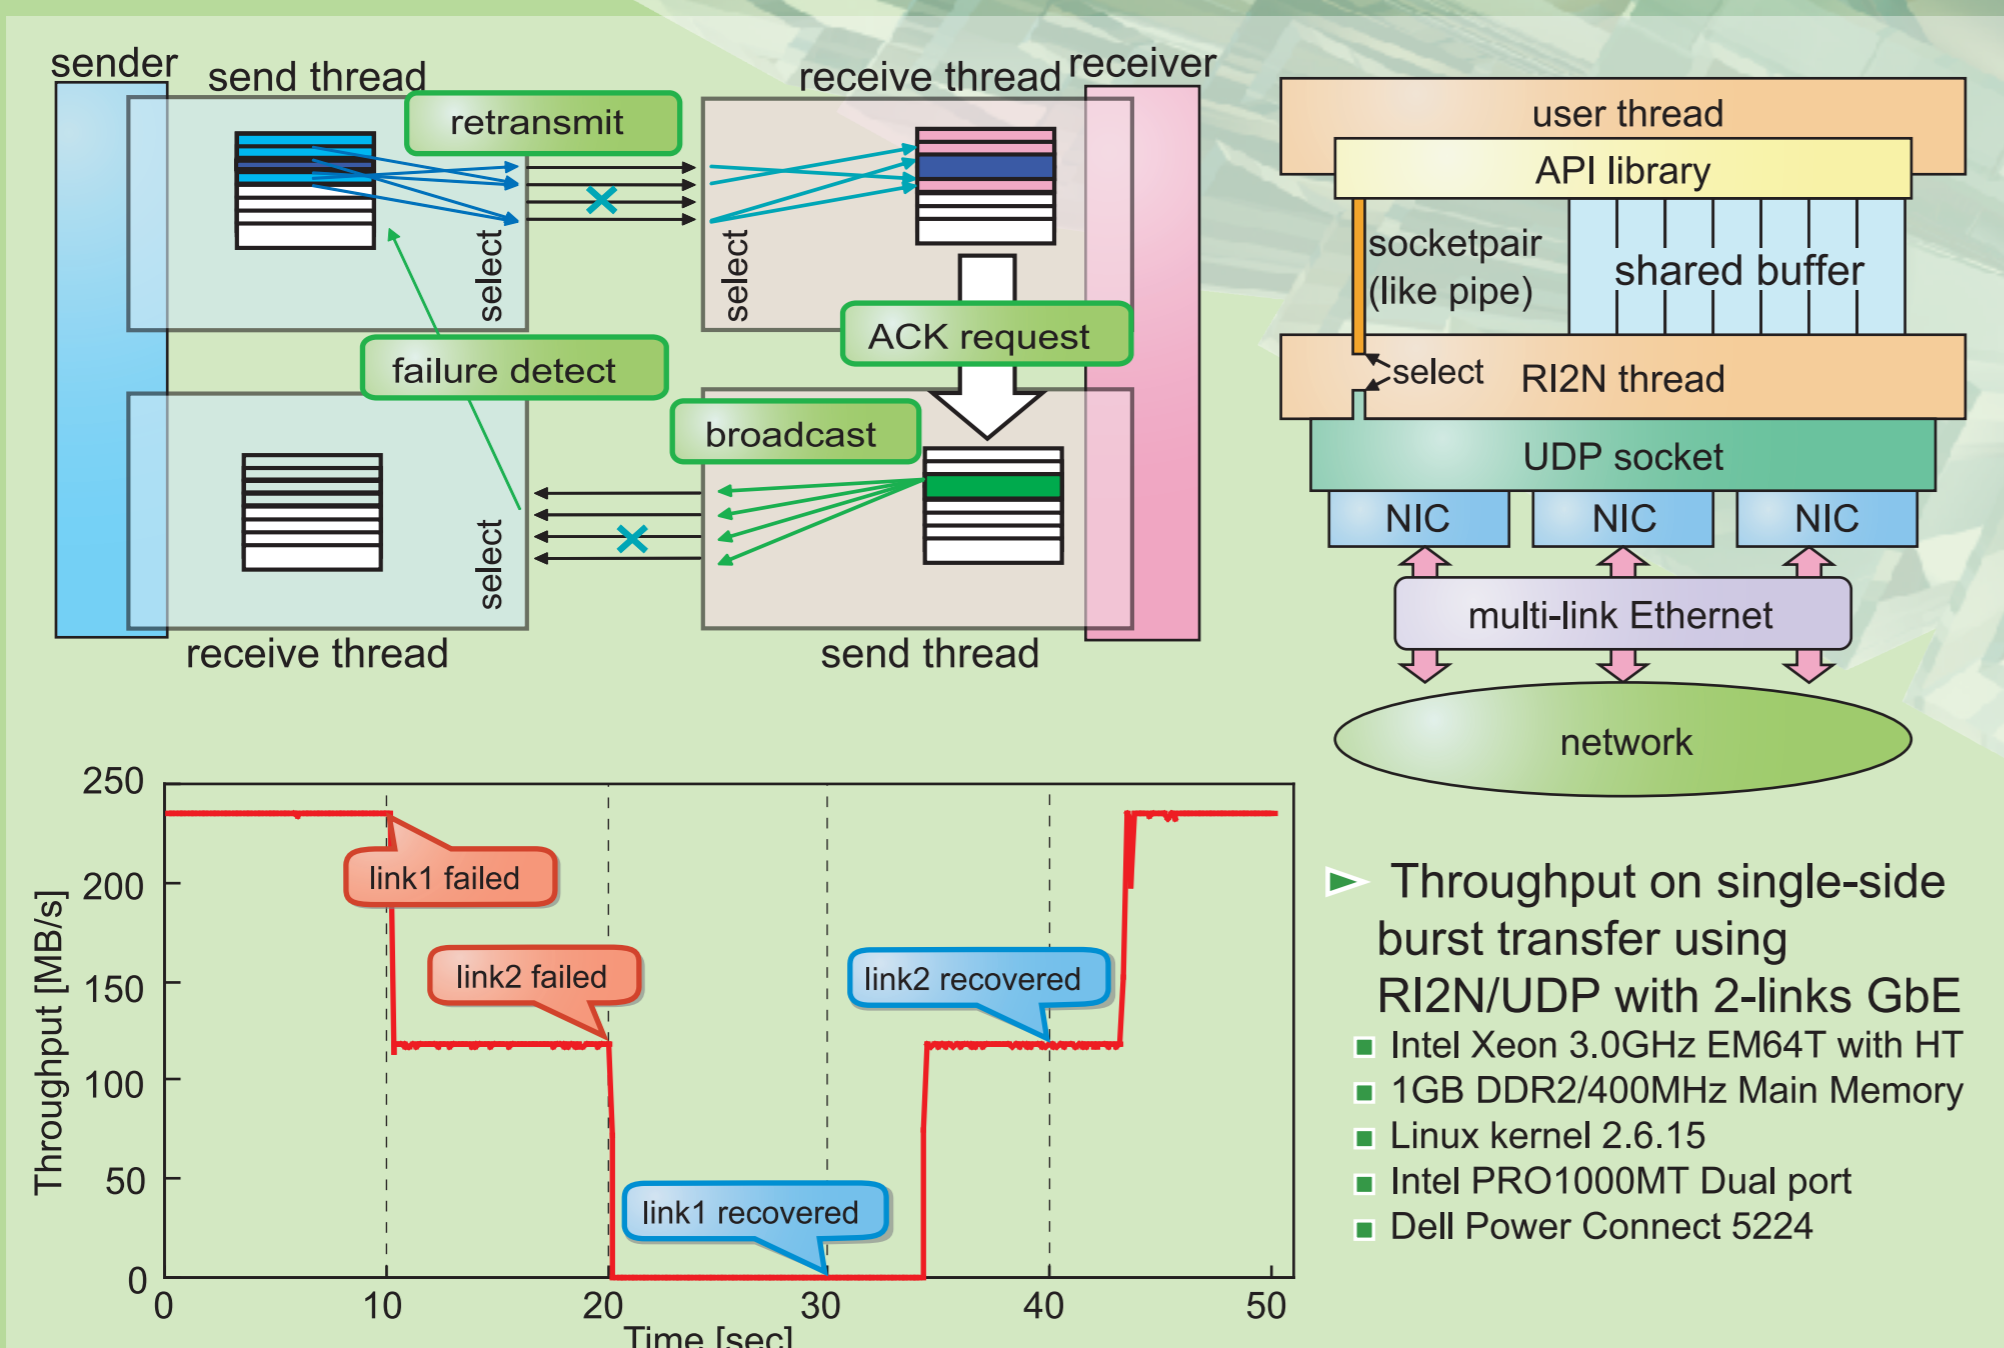 sender
send thread
receive thread
receiver
retransmit
select
select
ACK request
failure detect
broadcast
select
receive thread
send thread
user thread
API library
socketpair
(like pipe)
shared buffer
select
RI2N thread
UDP socket
NIC NIC NIC
multi-link Ethernet
network
Throughput [MB/s]
250
200
150
100
50
0
0 10 20 30 40 50
Time [sec]
link1 failed
link2 failed
link1 recovered
link2 recovered
Throughput on single-side
burst transfer using
RI2N/UDP with 2-links GbE
Intel Xeon 3.0GHz EM64T with HT
1GB DDR2/400MHz Main Memory
Linux kernel 2.6.15
Intel PRO1000MT Dual port
Dell Power Connect 5224